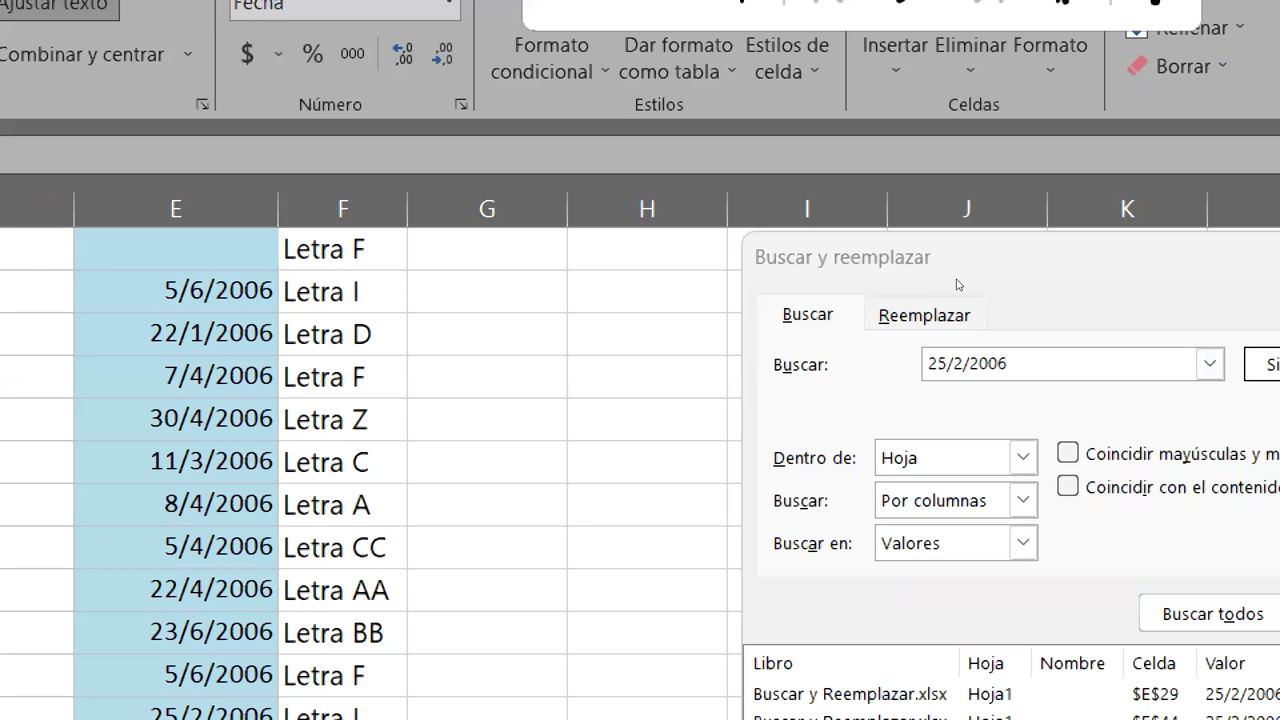 Ajustar texto
Fecha
Combinar y centrar
$ % 000
Número
Formato condicional
Dar formato como tabla
Estilos de celda
Estilos
Insertar Eliminar Formato
Celdas
Rellenar
Borrar
E F G H I J K
Letra F
5/6/2006 Letra I
22/1/2006 Letra D
7/4/2006 Letra F
30/4/2006 Letra Z
11/3/2006 Letra C
8/4/2006 Letra A
5/4/2006 Letra CC
22/4/2006 Letra AA
23/6/2006 Letra BB
5/6/2006 Letra F
25/2/2006
Buscar y reemplazar
Buscar Reemplazar
Buscar: 25/2/2006
Dentro de: Hoja
Coincidir mayúsculas y
Buscar: Por columnas
Coincidir con el
Buscar en: Valores
Buscar todos
Libro Hoja Nombre Celda Valor
Buscar y Reemplazar.xlsx Hoja1 $E$29 25/2/2006